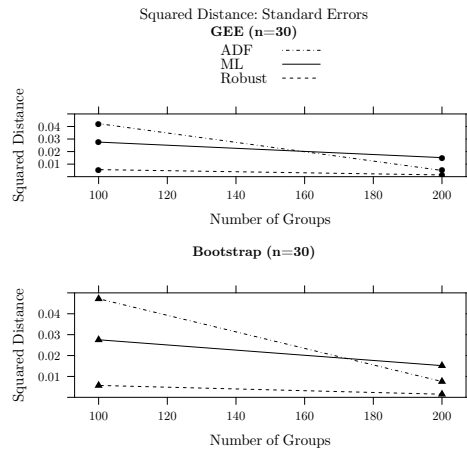 Squared Distance: Standard Errors
GEE (n=30)
ADF
ML
Robust
Squared Distance
0.04
0.03
0.02
0.01
100 120 140 160 180 200
Number of Groups
Bootstrap (n=30)
Squared Distance
0.04
0.03
0.02
0.01
100 120 140 160 180 200
Number of Groups